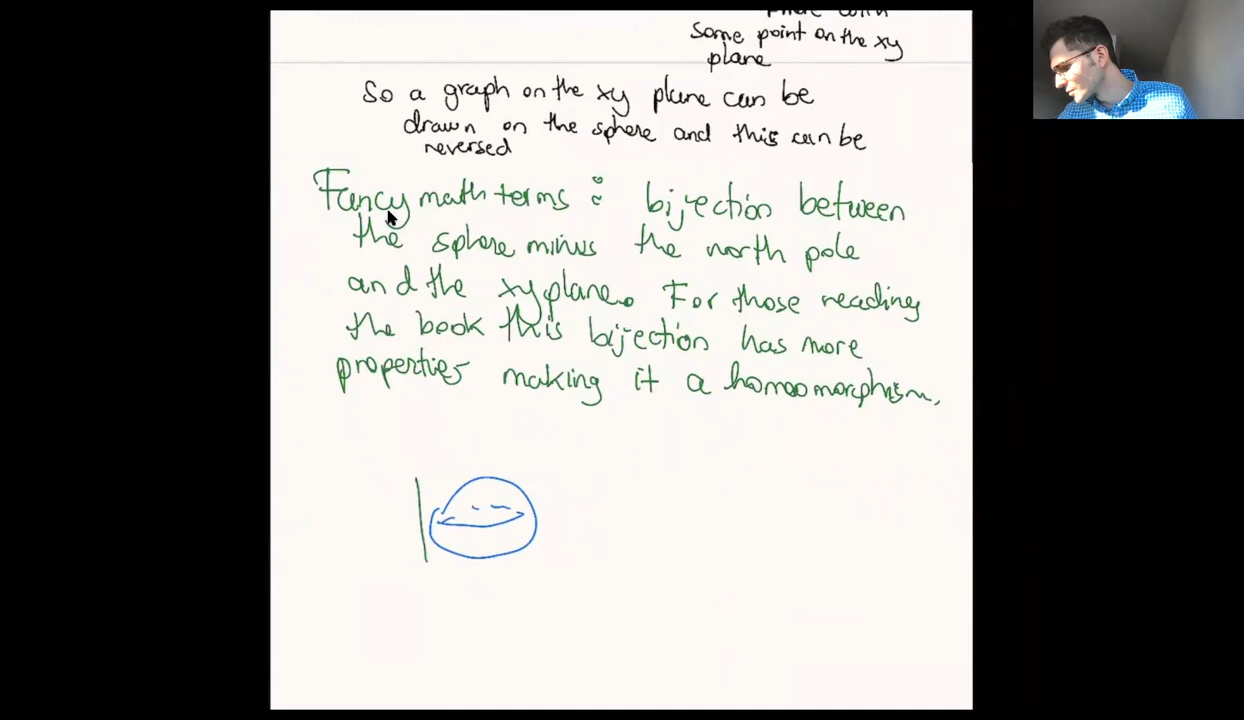 some point on the xy
plane
So a graph on the xy plane can be
drawn on the sphere and this can be
reversed
Fancy math terms : bijection between
the sphere minus the north pole
and the xy plane. For those reading
the book this bijection has more
properties making it a homoomorphism.